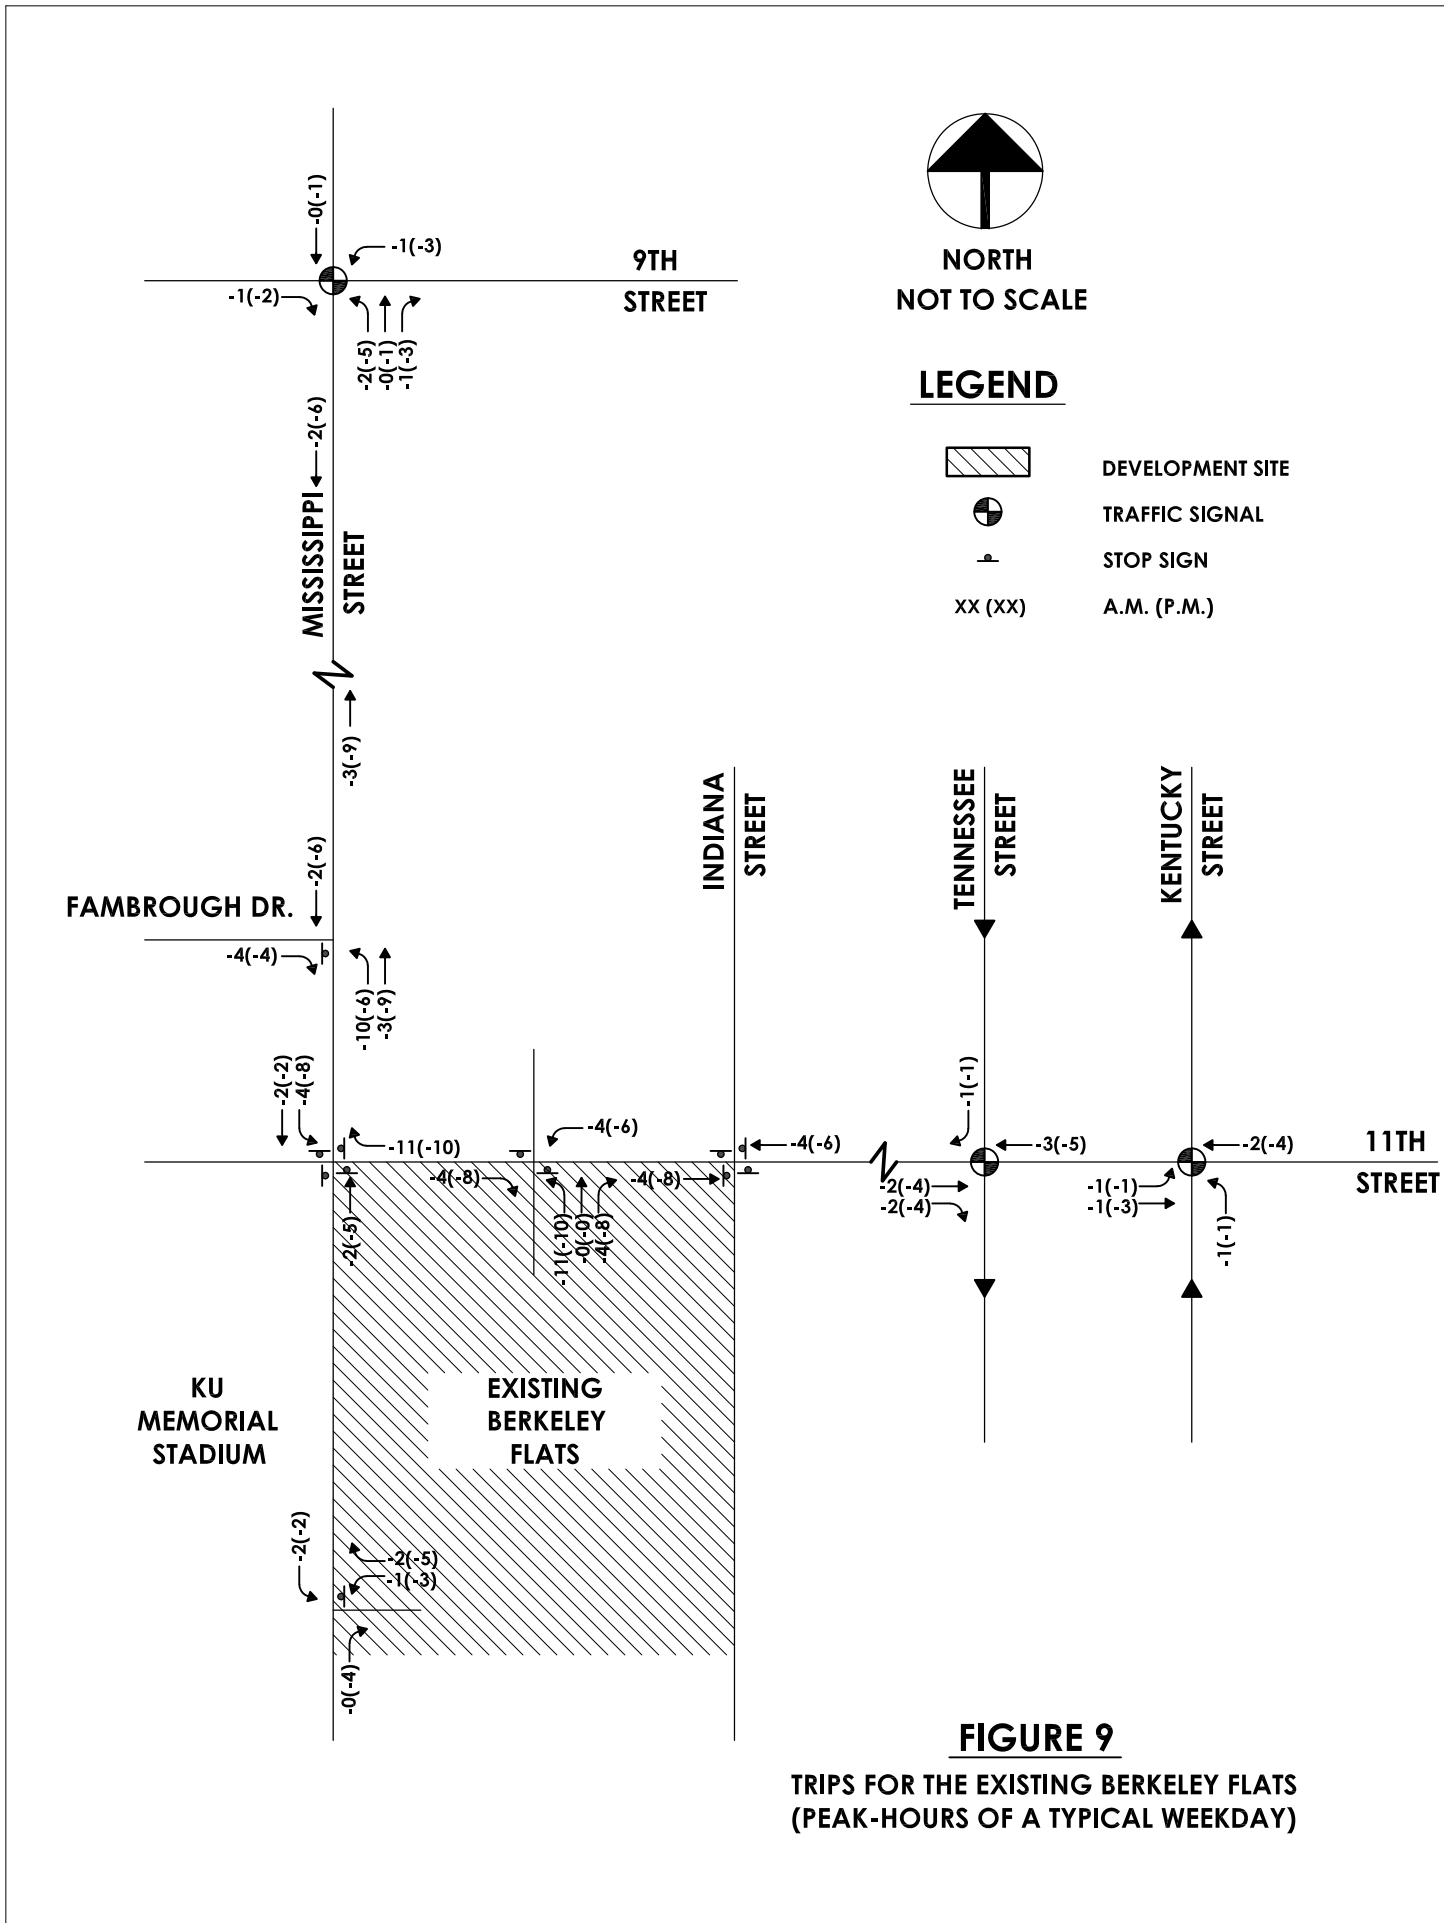 -0(-1)
-1(-3)
-1(-2)
-2(-5)
-0(-1)
-1(-3)
9TH
STREET
NORTH
NOT TO SCALE
LEGEND
DEVELOPMENT SITE
TRAFFIC SIGNAL
STOP SIGN
XX (XX)
A.M. (P.M.)
-2(-6)
MISSISSIPPI
STREET
-3(-9)
-2(-6)
FAMBROUGH DR.
-4(-4)
-10(-6)
-3(-9)
INDIANA
STREET
TENNESSEE
STREET
KENTUCKY
STREET
-2(-2)
-4(-8)
-11(-10)
-2(-5)
-4(-6)
-4(-8)
-11(-10)
-0(-0)
-4(-8)
-4(-6)
-4(-8)
-1(-1)
-3(-5)
-2(-4)
-2(-4)
-2(-4)
-1(-1)
-1(-3)
-1(-1)
11TH
STREET
KU
MEMORIAL
STADIUM
EXISTING
BERKELEY
FLATS
-2(-2)
-2(-5)
-1(-3)
-0(-4)
FIGURE 9
TRIPS FOR THE EXISTING BERKELEY FLATS
(PEAK-HOURS OF A TYPICAL WEEKDAY)